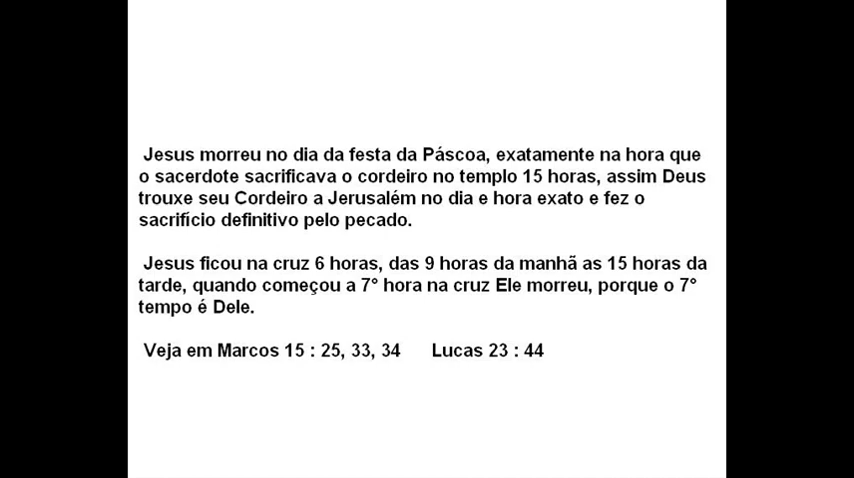 Jesus morreu no dia da festa da Páscoa, exatamente na hora que
o sacerdote sacrificava o cordeiro no templo 15 horas, assim Deus
trouxe seu Cordeiro a Jerusalém no dia e hora exato e fez o
sacrifício definitivo pelo pecado.
Jesus ficou na cruz 6 horas, das 9 horas da manhã as 15 horas da
tarde, quando começou a 7° hora na cruz Ele morreu, porque o 7°
tempo é Dele.
Veja em Marcos 15 : 25, 33, 34 Lucas 23 : 44